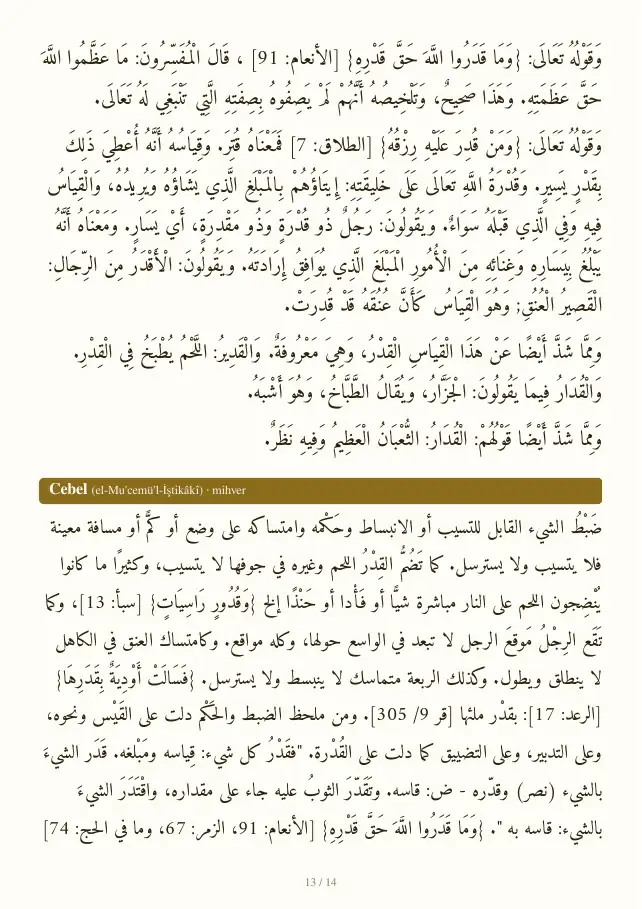 وَقَوْلُهُ تَعَالَى: {وَمَا قَدَرُوا اللَّهَ حَقَّ قَدْرِهِ} [الأنعام: 91] ، قَالَ الْمُفَسِّرُونَ: مَا عَظَّمُوا اللَّهَ
حَقَّ عَظَمَتِهِ. وَهَذَا صَحِيحٌ، وَتَلْخِيصُهُ أَنَّهُمْ لَمْ يَصِفُوهُ بِصِفَتِهِ الَّتِي تَنْبَغِي لَهُ تَعَالَى.
وَقَوْلُهُ تَعَالَى: {وَمَنْ قُدِرَ عَلَيْهِ رِزْقُهُ} [الطلاق: 7] فَمَعْنَاهُ قُتِرَ. وَقِيَاسُهُ أَنَّهُ أُعْطِيَ ذَلِكَ
بِقَدْرٍ يَسِيرٍ. وَقُدْرَةُ اللَّهِ تَعَالَى عَلَى خَلِيقَتِهِ: إِيتَاؤُهُمْ بِالْمَبْلَغِ الَّذِي يَشَاؤُهُ وَيُرِيدُهُ، وَالْقِيَاسُ
فِيهِ وَفِي الَّذِي قَبْلَهُ سَوَاءٌ. وَيَقُولُونَ: رَجُلٌ ذُو قُدْرَةٍ وَذُو مَقْدِرَةٍ، أَيْ يَسَارٍ. وَمَعْنَاهُ أَنَّهُ
يَبْلُغُ بِيَسَارِهِ وَغِنَائِهِ مِنَ الْأُمُورِ الْمَبْلَغَ الَّذِي يُوَافِقُ إِرَادَتَهُ. وَيَقُولُونَ: الْأَقْدَرُ مِنَ الرِّجَالِ:
الْقَصِيرُ الْعُنُقِ; وَهُوَ الْقِيَاسُ كَأَنَّ عُنُقَهُ قَدْ قُدِرَتْ.
وَمِمَّا شَذَّ أَيْضًا عَنْ هَذَا الْقِيَاسِ الْقِدْرُ، وَهِيَ مَعْرُوفَةٌ. وَالْقَدِيرُ: اللَّحْمُ يُطْبَخُ فِي الْقِدْرِ.
وَالْقُدَارُ فِيمَا يَقُولُونَ: الْجَزَّارُ، وَيُقَالُ الطَّبَّاخُ، وَهُوَ أَشْبَهُ.
وَمِمَّا شَذَّ أَيْضًا قَوْلُهُمْ: الْقُدَارُ: الثُّعْبَانُ الْعَظِيمُ وَفِيهِ نَظَرٌ.
Cebel (el-Mu'cemü'l-İştikâkî) · mihver
ضَبْطُ الشيء القابل للتسيب أو الانبساط وحَكْمه وامتساكه على وضع أو كَمٍّ أو مسافة معينة
فلا يتسيب ولا يسترسل. كما تَضُمُّ القِدْرُ اللحم وغيره في جوفها لا يتسيب، وكثيرًا ما كانوا
يُنْضِجون اللحم على النار مباشرة شيًّا أو فَأْدا أو حَنْذًا إلخ {وَقُدُورٍ رَاسِيَاتٍ} [سبأ: 13]، وكما
تقَع الرِجْلُ مَوقعَ الرجل لا تبعد في الواسع حولها، وكله مواقع. وكامتساك العنق في الكاهل
لا ينطلق ويطول. وكذلك الربعة متماسك لا ينبسط ولا يسترسل. {فَسَالَتْ أَوْدِيَةٌ بِقَدَرِهَا}
[الرعد: 17]: بقدْر ملئها [قر 9/ 305]. ومن ملحظ الضبط والحَكْم دلت على القَيْس ونحوه،
وعلى التدبير، وعلى التضييق كما دلت على القُدْرة. "فقَدْرُ كل شيء: قِياسه ومَبْلغه. قَدَر الشيءَ
بالشيء (نصر) وقدّره - ض: قاسه. وتَقَدّرَ الثوبُ عليه جاء على مقداره، واقْتَدَرَ الشيءَ
بالشيء: قاسه به ". {وَمَا قَدَرُوا اللَّهَ حَقَّ قَدْرِهِ} [الأنعام: 91، الزمر: 67، وما في الحج: 74]
13 / 14